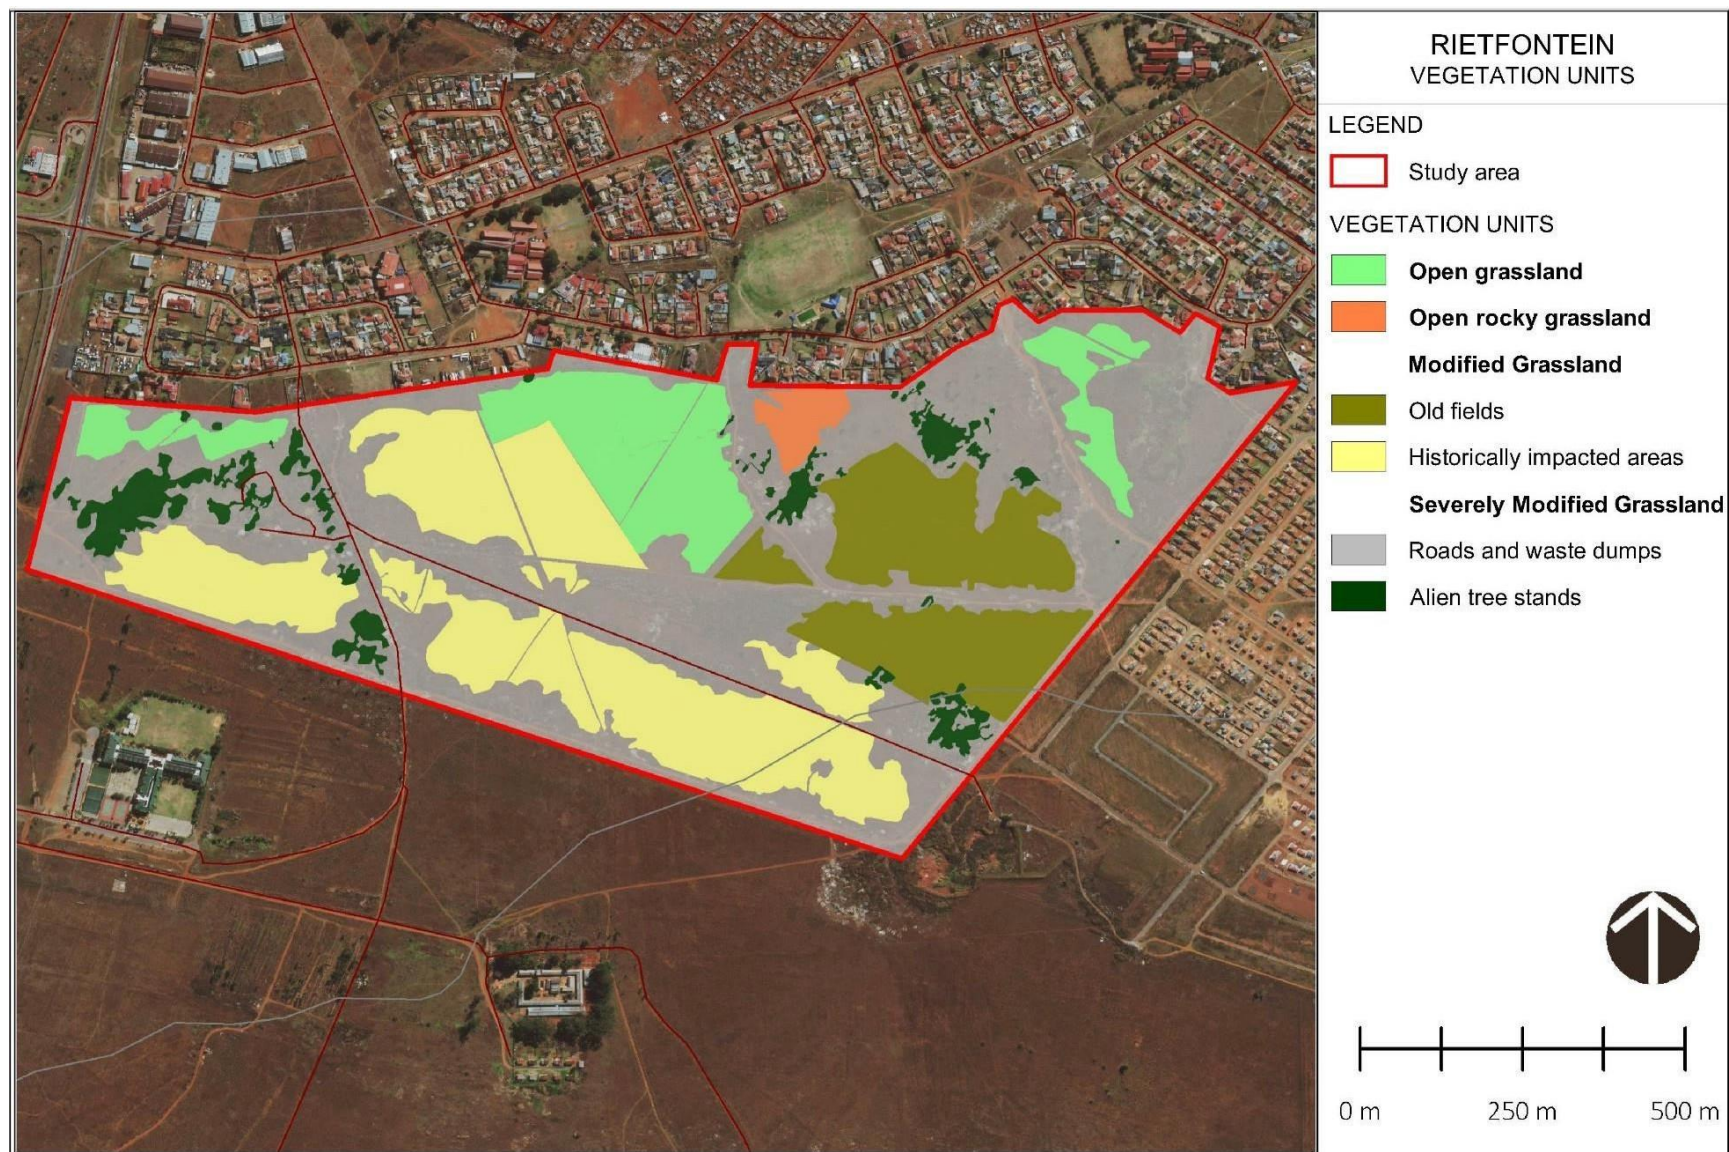 RIETFONTEIN
VEGETATION UNITS
LEGEND
Study area
VEGETATION UNITS
Open grassland
Open rocky grassland
Modified Grassland
Old fields
Historically impacted areas
Severely Modified Grassland
Roads and waste dumps
Alien tree stands
0 m 250 m 500 m